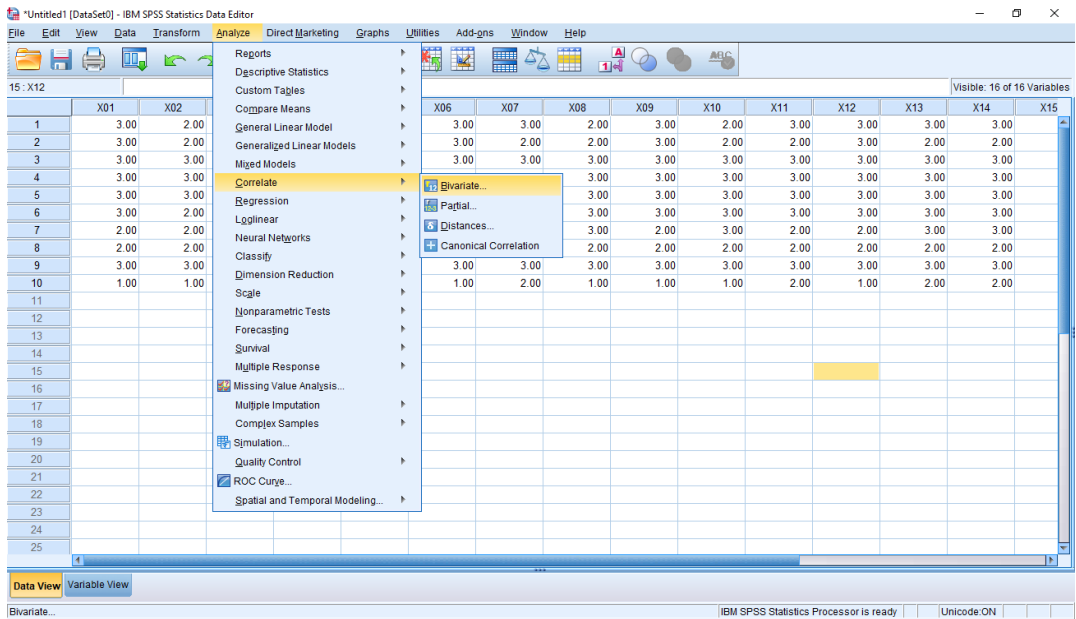 *Untitled1 [DataSet0] - IBM SPSS Statistics Data Editor
File Edit View Data Transform Analyze Direct Marketing Graphs Utilities Add-ons Window Help
15 : X12
Visible: 16 of 16 Variables
X01 X02 X06 X07 X08 X09 X10 X11 X12 X13 X14 X15
1 3.00 2.00 3.00 3.00 2.00 3.00 2.00 3.00 3.00 3.00 3.00
2 3.00 2.00 3.00 2.00 2.00 3.00 2.00 3.00 3.00 2.00 3.00
3 3.00 3.00 3.00 3.00 3.00 3.00 3.00 3.00 3.00 3.00 3.00
4 3.00 3.00 3.00 3.00 3.00 3.00 3.00 3.00 3.00
5 3.00 3.00 3.00 3.00 3.00 3.00 3.00 3.00 3.00
6 3.00 2.00 3.00 3.00 3.00 3.00 3.00 3.00 3.00
7 2.00 2.00 3.00 2.00 3.00 2.00 2.00 3.00 3.00
8 2.00 2.00 2.00 2.00 2.00 2.00 2.00 2.00 2.00
9 3.00 3.00 3.00 3.00 3.00 3.00 3.00 3.00 3.00 3.00 3.00
10 1.00 1.00 1.00 2.00 1.00 1.00 1.00 2.00 1.00 2.00 2.00
11
12
13
14
15
16
17
18
19
20
21
22
23
24
25
Reports
Descriptive Statistics
Custom Tables
Compare Means
General Linear Model
Generalized Linear Models
Mixed Models
Correlate
Regression
Loglinear
Neural Networks
Classify
Dimension Reduction
Scale
Nonparametric Tests
Forecasting
Survival
Multiple Response
Missing Value Analysis...
Multiple Imputation
Complex Samples
Simulation...
Quality Control
ROC Curve...
Spatial and Temporal Modeling...
Bivariate...
Partial...
Distances...
Canonical Correlation
Data View Variable View
Bivariate...
IBM SPSS Statistics Processor is ready
Unicode:ON